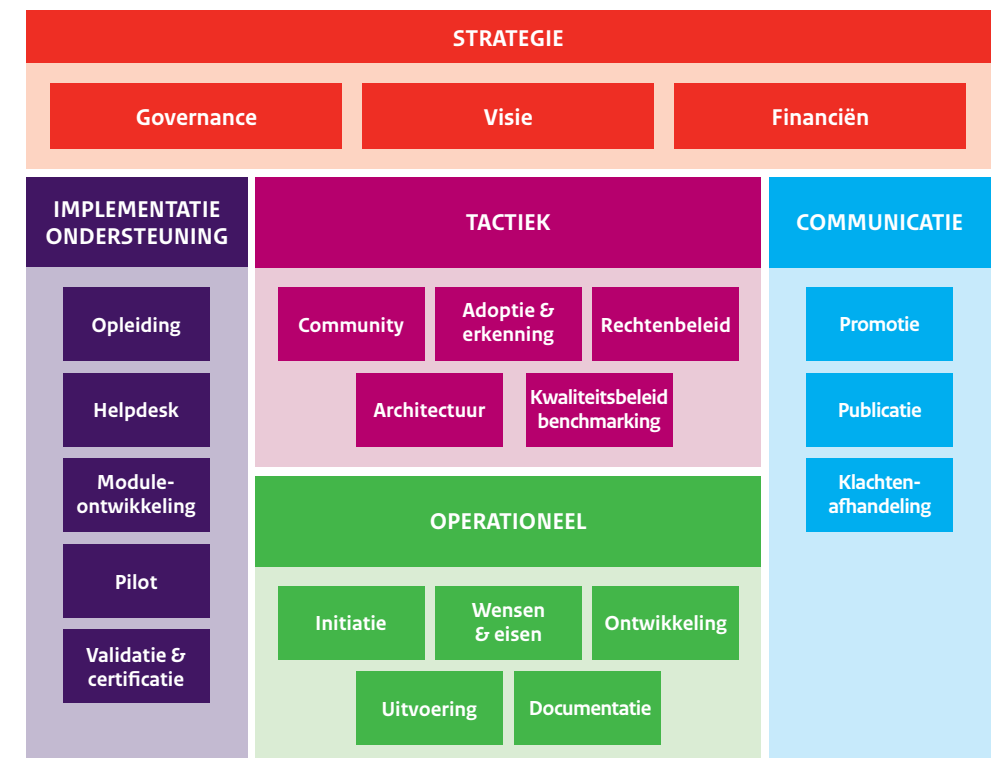 STRATEGIE
Governance
Visie
Financiën
IMPLEMENTATIE
ONDERSTEUNING
Opleiding
Helpdesk
Module-
ontwikkeling
Pilot
Validatie &
certificatie
TACTIEK
Community
Adoptie &
erkenning
Rechtenbeleid
Architectuur
Kwaliteitsbeleid
benchmarking
OPERATIONEEL
Initiatie
Wensen
& eisen
Ontwikkeling
Uitvoering
Documentatie
COMMUNICATIE
Promotie
Publicatie
Klachten-
afhandeling